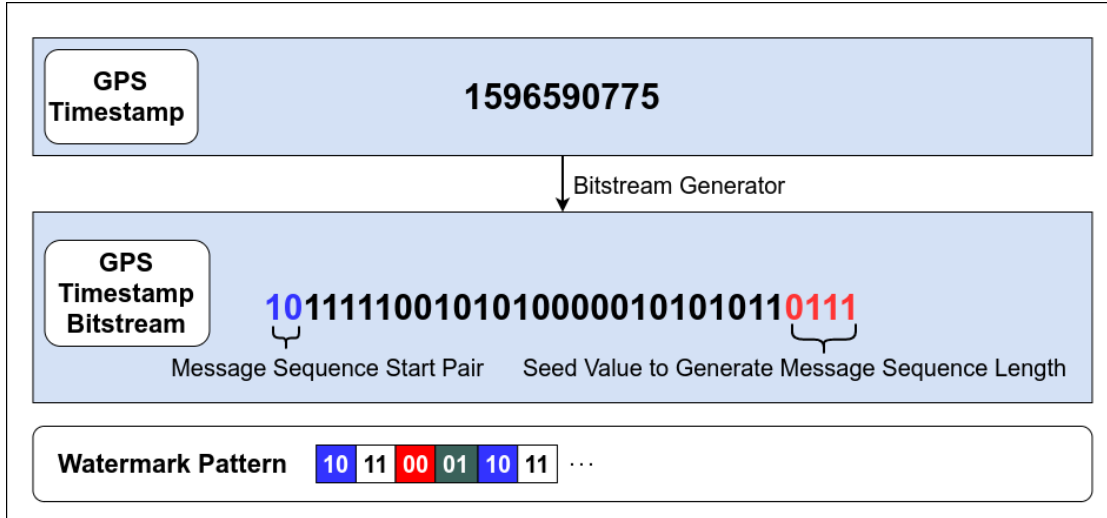 GPS
Timestamp
1596590775
Bitstream Generator
GPS
Timestamp
Bitstream
1011111001010100000101010110111
Message Sequence Start Pair
Seed Value to Generate Message Sequence Length
Watermark Pattern
10 11 00 01 10 11 ...